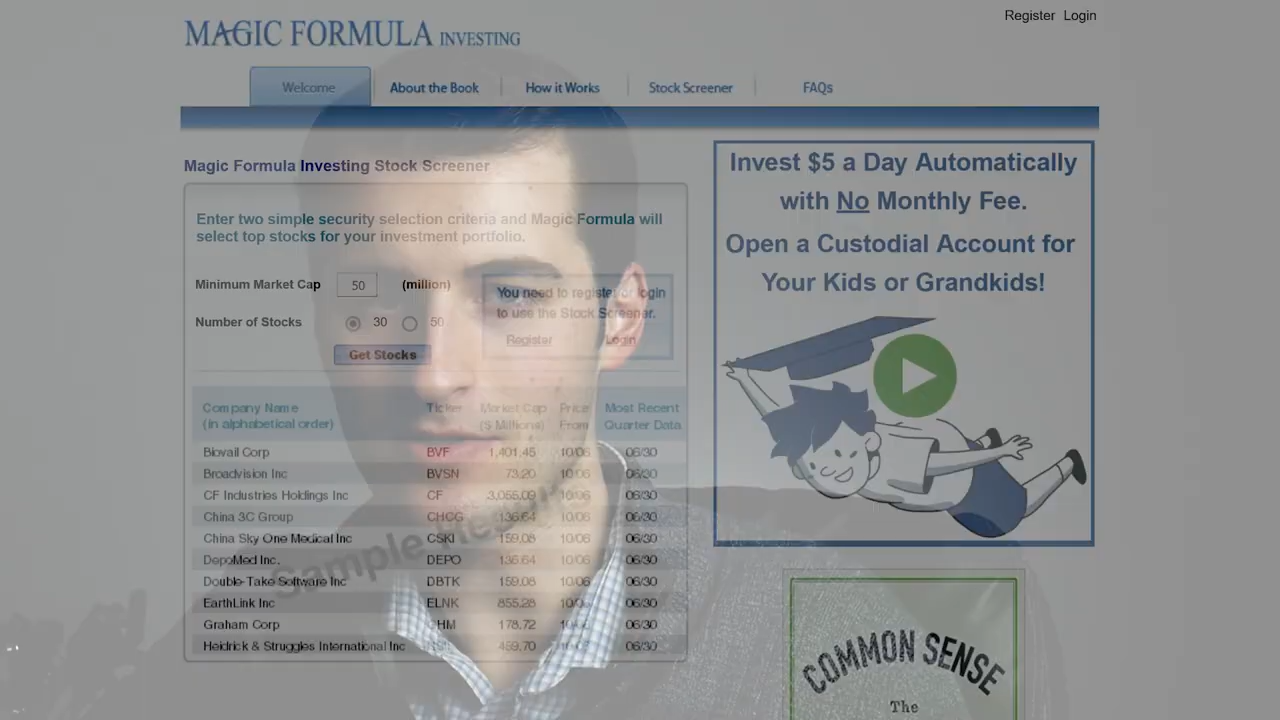 Register Login
MAGIC FORMULA INVESTING
Welcome
About the Book
How it Works
Stock Screener
FAQs
Magic Formula Investing Stock Screener
Enter two simple security selection criteria and Magic Formula will
select top stocks for your investment portfolio.
Minimum Market Cap 50 (million)
Number of Stocks 30 50
Get Stocks
You need to register or login
to use the Stock Screener.
Register Login
Company Name Ticker Market Cap Price Most Recent
(in alphabetical order) ($ Millions) From Quarter Data
Biovail Corp BVF 1,401.45 10/06 06/30
Broadvision Inc BVSN 73.20 10/06 06/30
CF Industries Holdings Inc CF 3,055.09 10/06 06/30
China 3C Group CHCG 136.64 10/06 06/30
China Sky One Medical Inc CSKI 159.08 10/06 06/30
DepoMed Inc. DEPO 136.64 10/06 06/30
Double-Take Software Inc DBTK 159.08 10/06 06/30
EarthLink Inc ELNK 855.28 10/06 06/30
Graham Corp GHM 178.72 06/30
Heidrick & Struggles International Inc 459.70 06/30
Sample
Invest $5 a Day Automatically
with No Monthly Fee.
Open a Custodial Account for
Your Kids or Grandkids!
COMMON SENSE
The